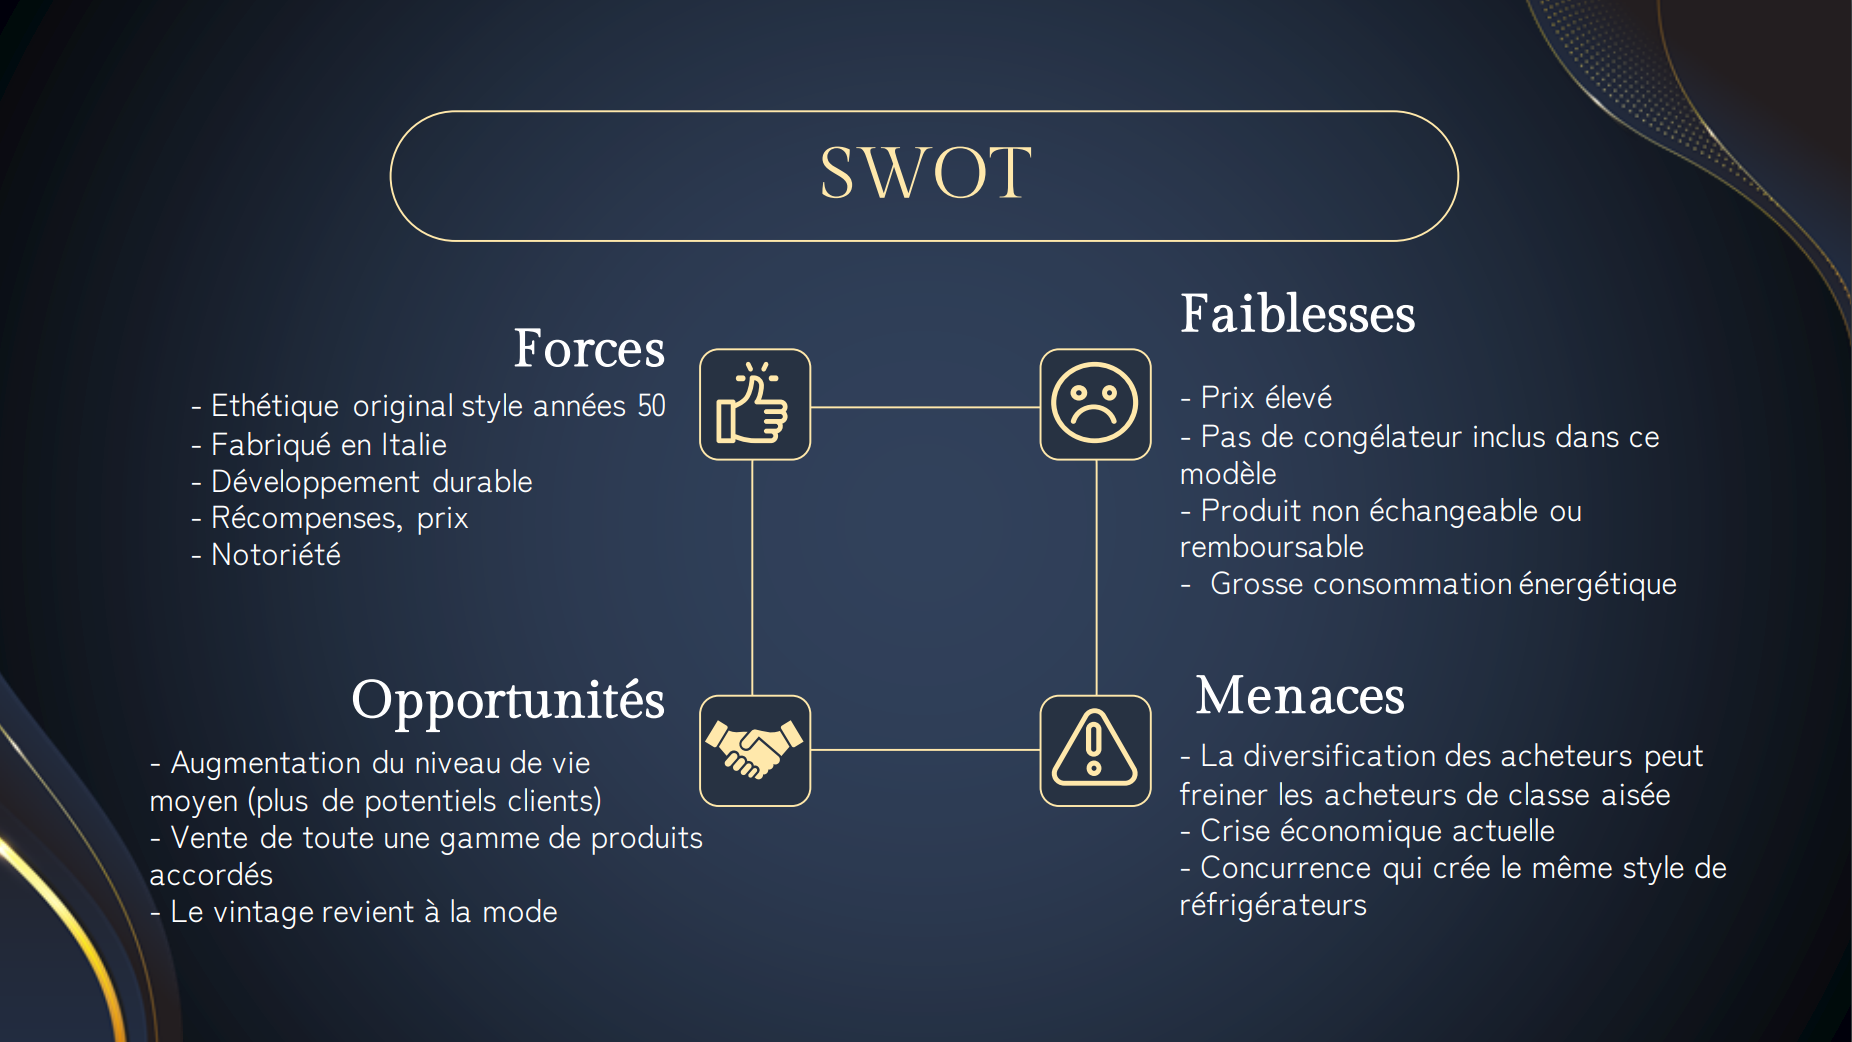 SWOT
Forces
- Ethétique original style années 50
- Fabriqué en Italie
- Développement durable
- Récompenses, prix
- Notoriété
Faiblesses
- Prix élevé
- Pas de congélateur inclus dans ce
modèle
- Produit non échangeable ou
remboursable
- Grosse consommation énergétique
Opportunités
- Augmentation du niveau de vie
moyen (plus de potentiels clients)
- Vente de toute une gamme de produits
accordés
- Le vintage revient à la mode
Menaces
- La diversification des acheteurs peut
freiner les acheteurs de classe aisée
- Crise économique actuelle
- Concurrence qui crée le même style de
réfrigérateurs